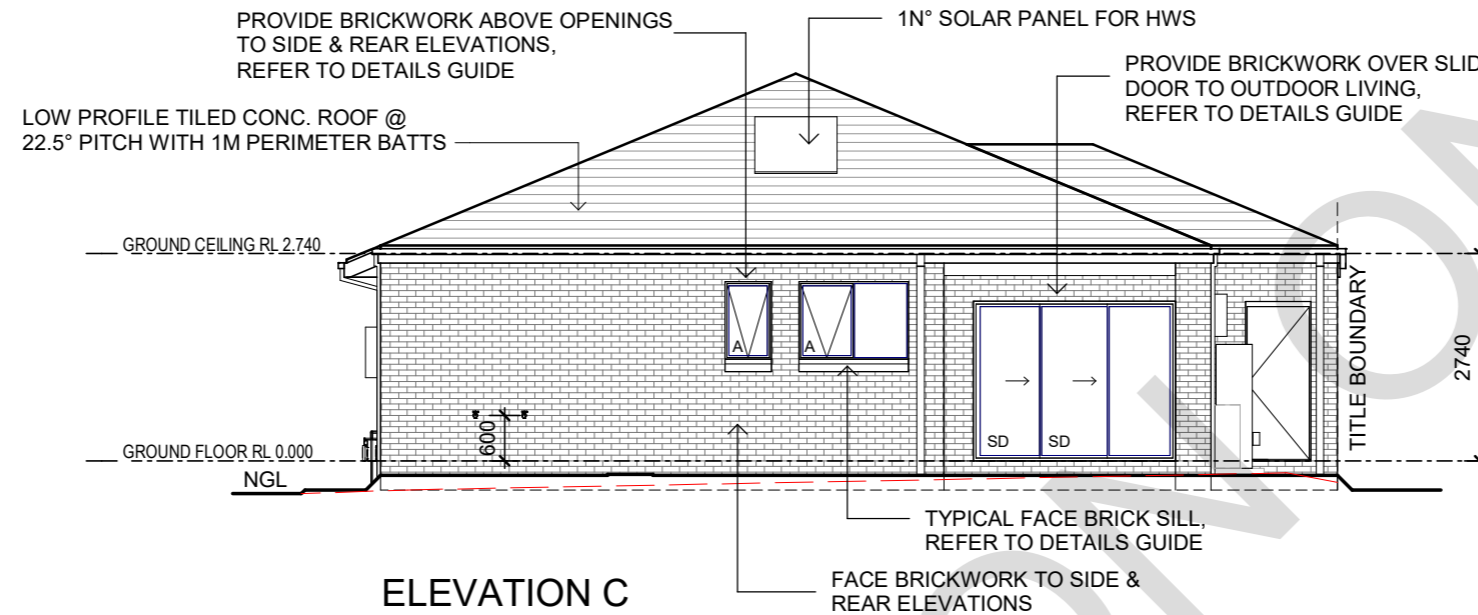 PROVIDE BRICKWORK ABOVE OPENINGS
TO SIDE & REAR ELEVATIONS,
REFER TO DETAILS GUIDE
1N° SOLAR PANEL FOR HWS
PROVIDE BRICKWORK OVER SLID
DOOR TO OUTDOOR LIVING,
REFER TO DETAILS GUIDE
LOW PROFILE TILED CONC. ROOF @
22.5° PITCH WITH 1M PERIMETER BATTS
GROUND CEILING RL 2.740
A
A
TITLE BOUNDARY
2740
600
SD
SD
GROUND FLOOR RL 0.000
NGL
TYPICAL FACE BRICK SILL,
REFER TO DETAILS GUIDE
FACE BRICKWORK TO SIDE &
REAR ELEVATIONS
ELEVATION C